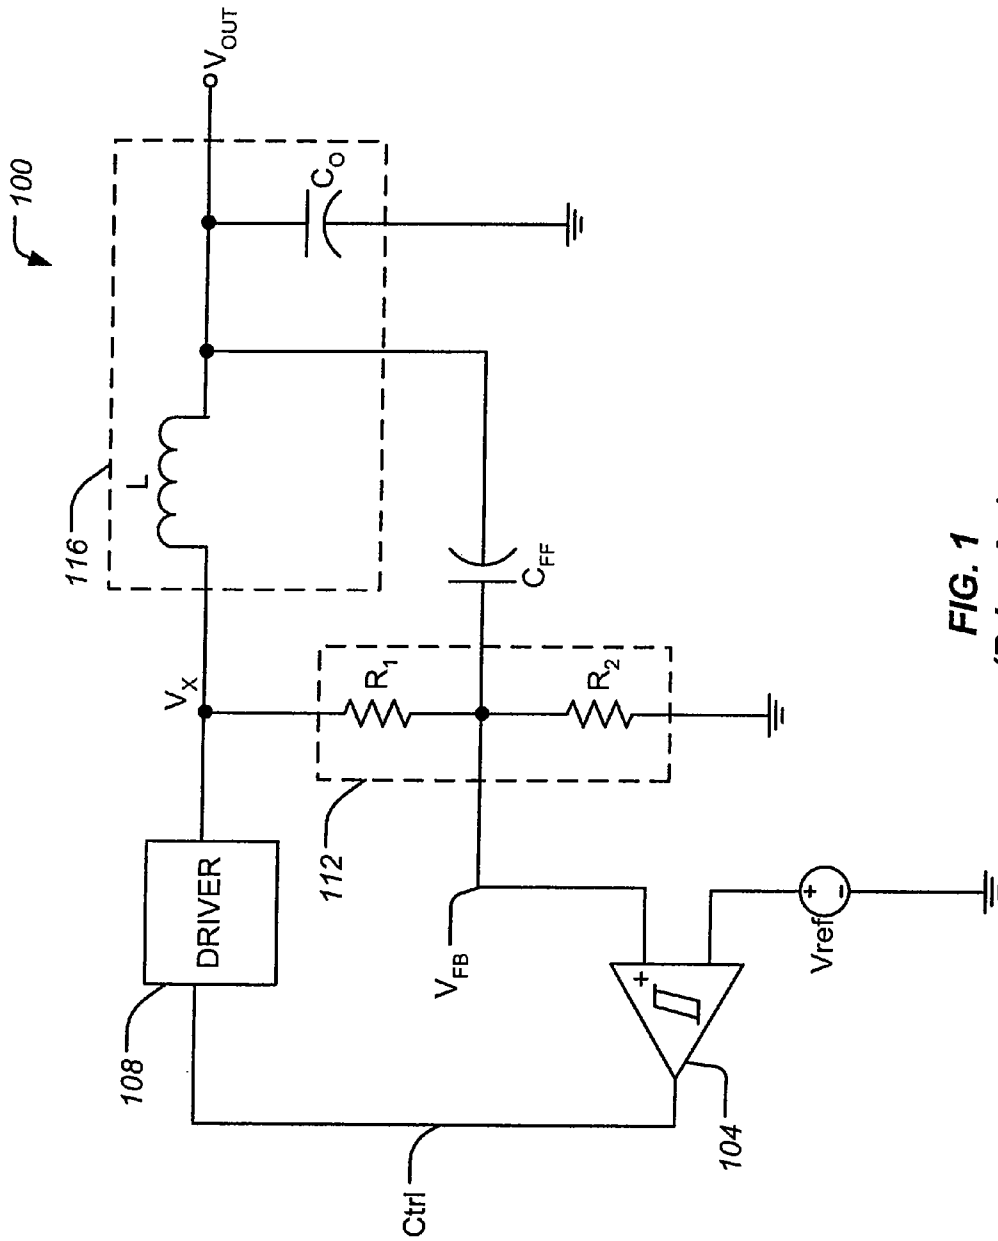 100
116
L
C_O
V_OUT
V_X
108
DRIVER
112
R_1
R_2
C_FF
V_FB
Ctrl
+
104
Vref
+
-
FIG. 1